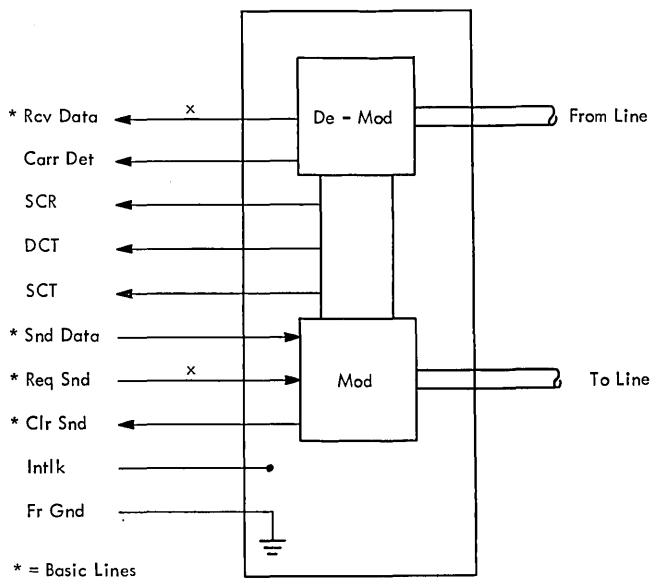 * Rcv Data
x
De - Mod
From Line
Carr Det
SCR
DCT
SCT
* Snd Data
* Req Snd
x
Mod
To Line
* Clr Snd
Intlk
Fr Gnd
* = Basic Lines